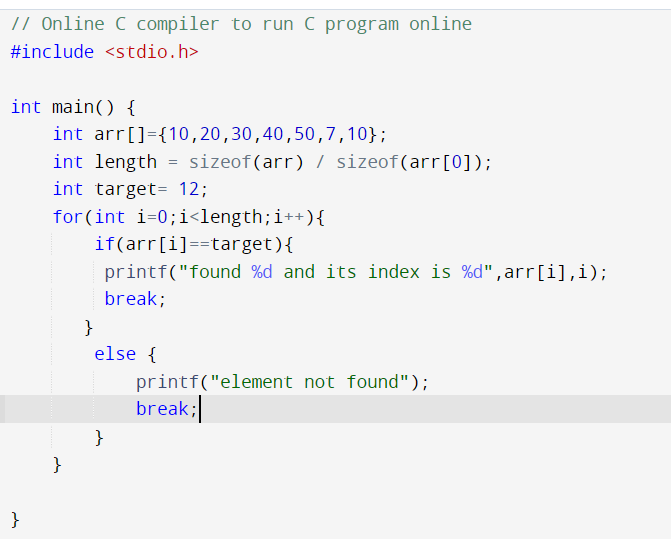 // Online C compiler to run C program online
#include <stdio.h>
int main() {
    int arr[]={10,20,30,40,50,7,10};
    int length = sizeof(arr) / sizeof(arr[0]);
    int target= 12;
    for(int i=0;i<length;i++){
        if(arr[i]==target){
         printf("found %d and its index is %d",arr[i],i);
         break;
       }
        else {
            printf("element not found");
            break;
        }
    }
}